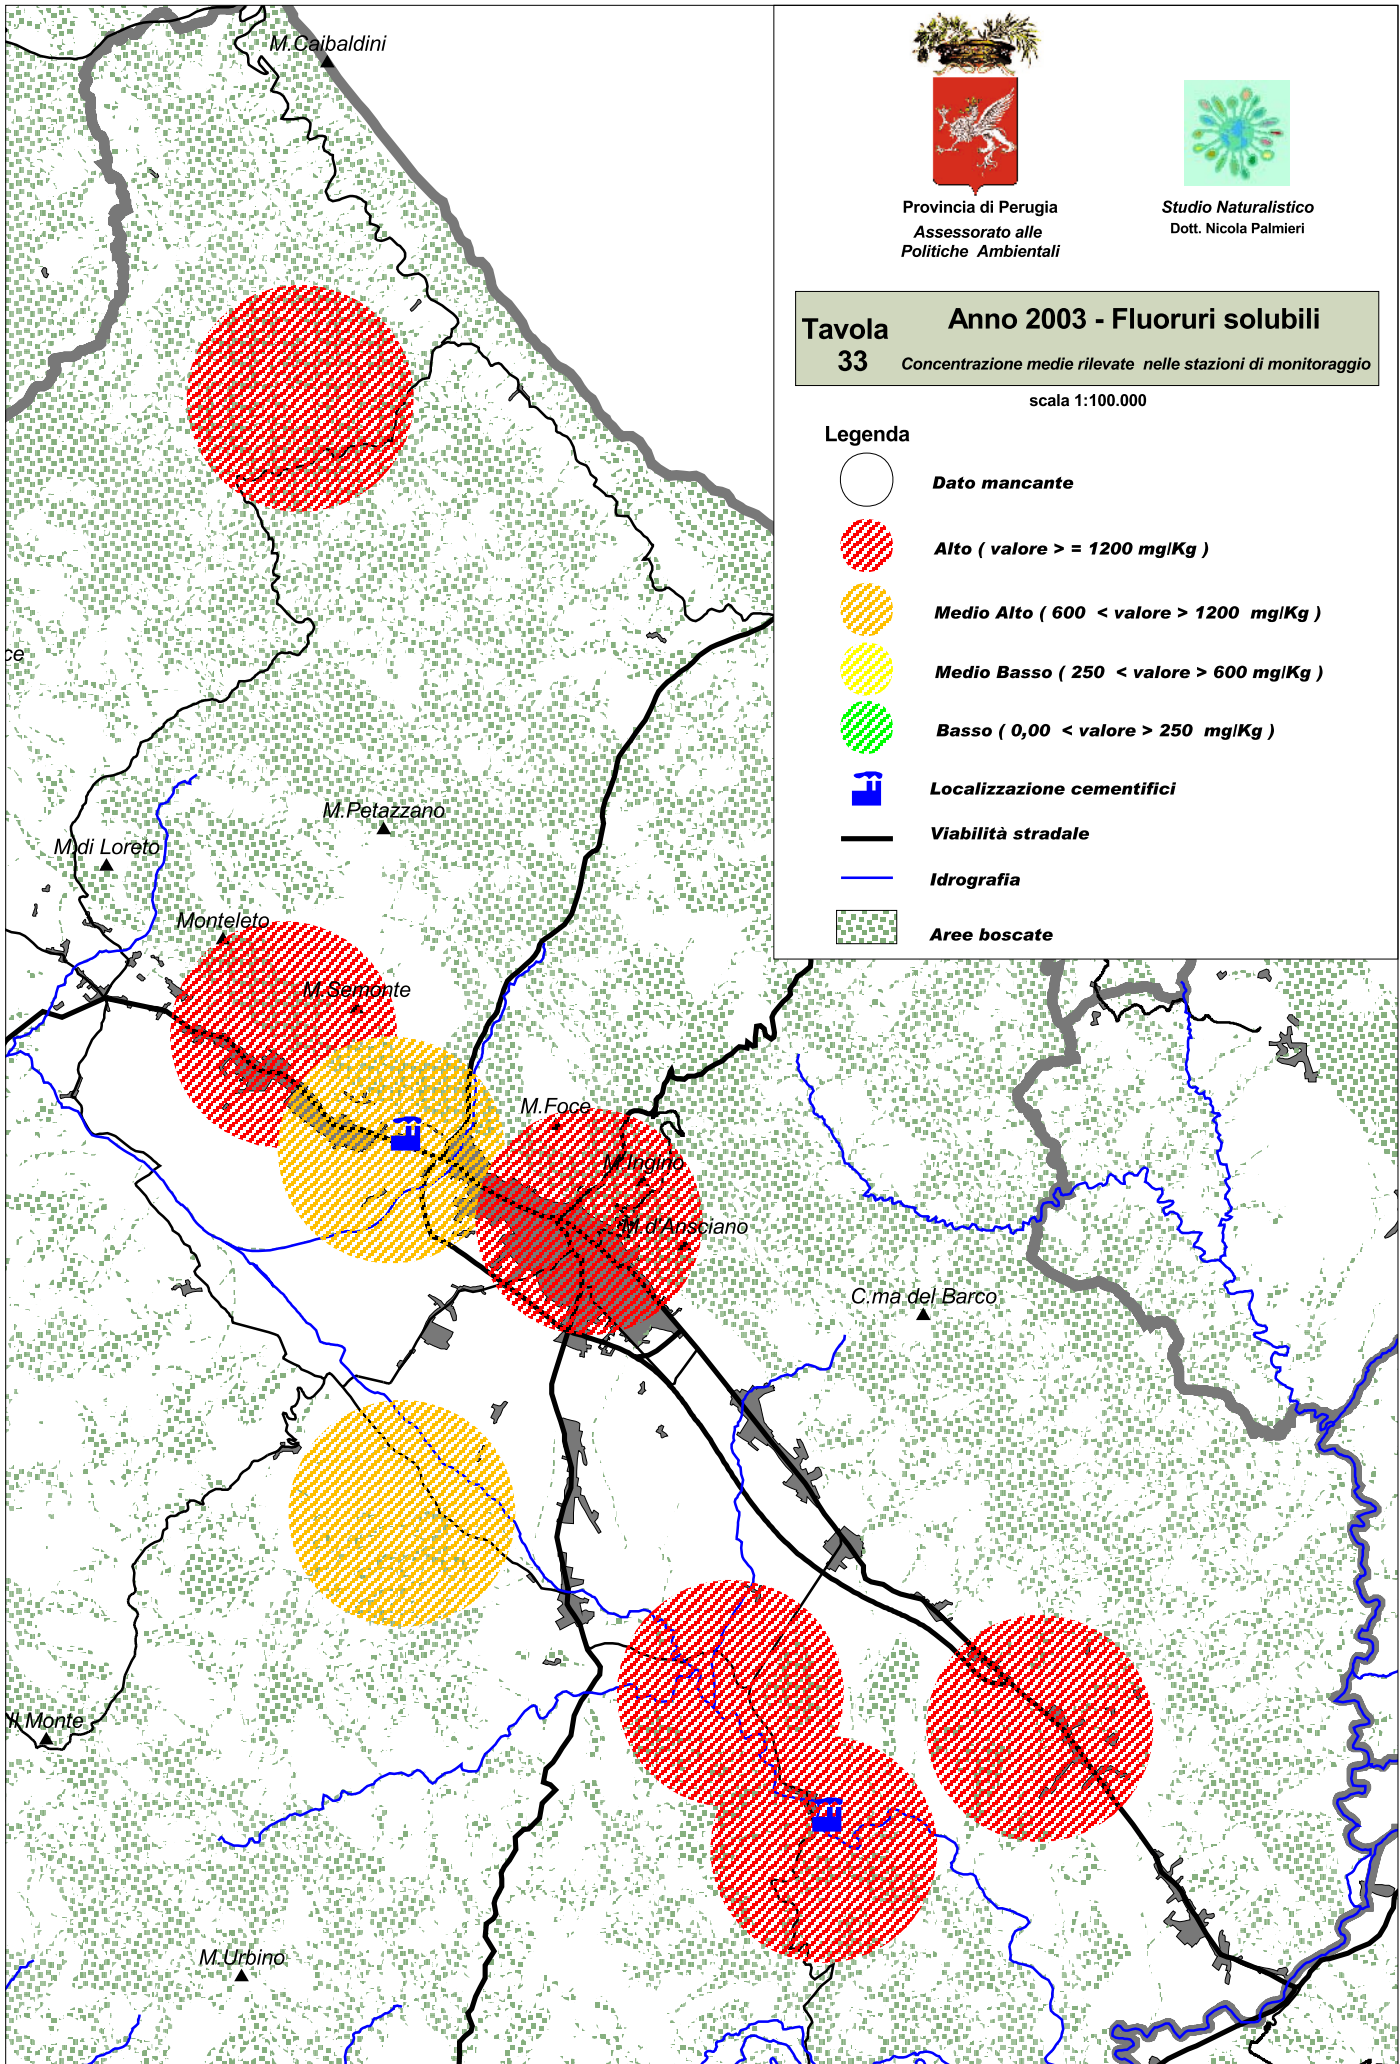 Provincia di Perugia
Assessorato alle
Politiche Ambientali
Studio Naturalistico
Dott. Nicola Palmieri
Tavola
33
Anno 2003 - Fluoruri solubili
Concentrazione medie rilevate nelle stazioni di monitoraggio
scala 1:100.000
Legenda
Dato mancante
Alto ( valore > = 1200 mg/Kg )
Medio Alto ( 600 < valore > 1200 mg/Kg )
Medio Basso ( 250 < valore > 600 mg/Kg )
Basso ( 0,00 < valore > 250 mg/Kg )
Localizzazione cementifici
Viabilità stradale
Idrografia
Aree boscate
M.Caibaldini
ce
M.Petazzano
M.di Loreto
Monteleto
M.Semonte
M.Foce
M.Ingino
M.d'Ansciano
C.ma del Barco
Il Monte
M.Urbino